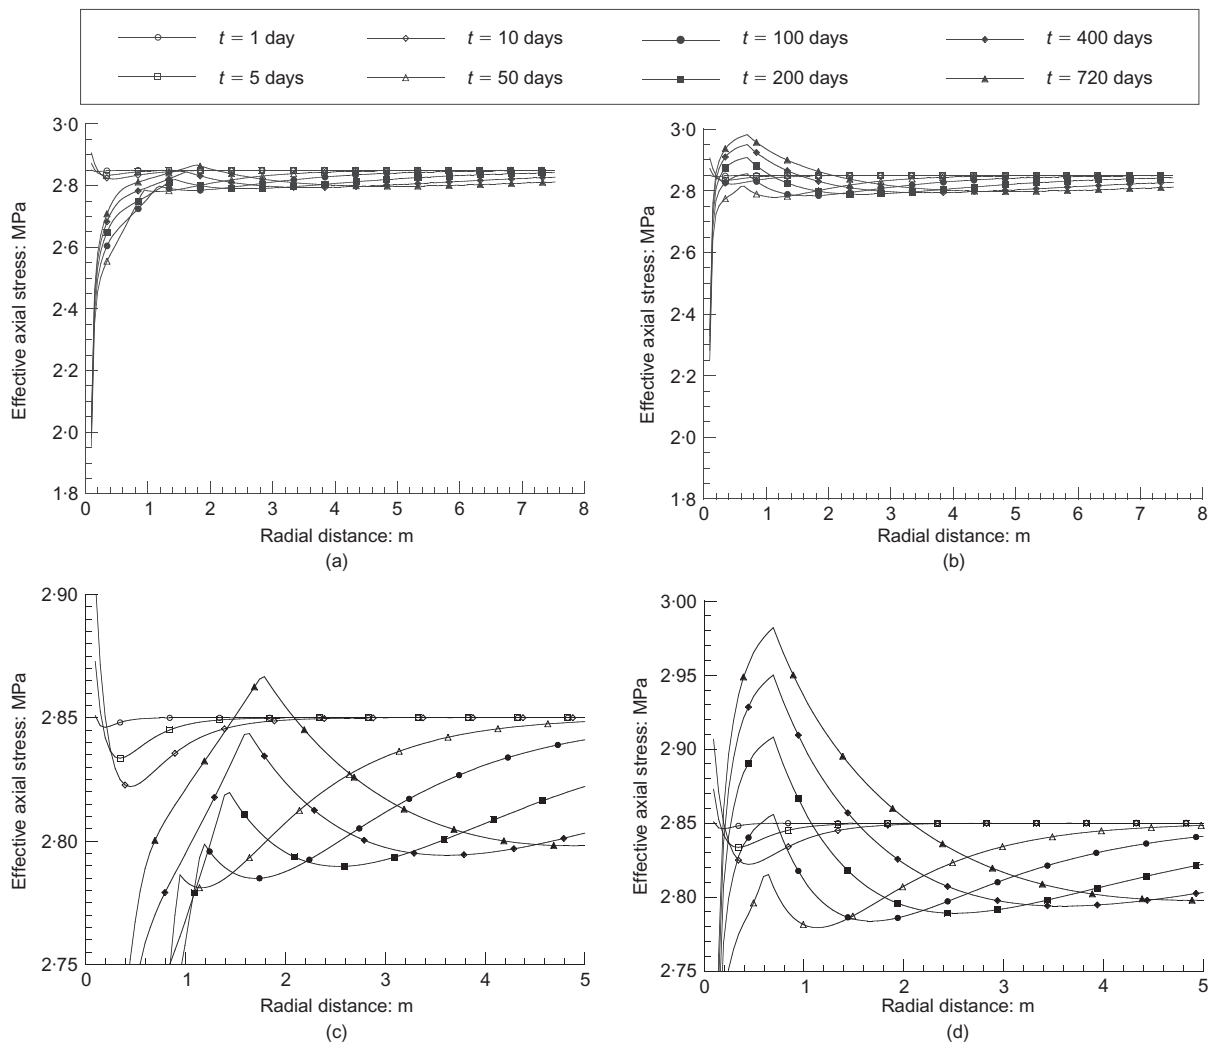 t = 1 day
t = 10 days
t = 100 days
t = 400 days
t = 5 days
t = 50 days
t = 200 days
t = 720 days
Effective axial stress: MPa
3·0
2·8
2·6
2·4
2·2
2·0
1·8
0 1 2 3 4 5 6 7 8
Radial distance: m
(a)
Effective axial stress: MPa
3·0
2·8
2·6
2·4
2·2
2·0
1·8
0 1 2 3 4 5 6 7 8
Radial distance: m
(b)
Effective axial stress: MPa
2·90
2·85
2·80
2·75
0 1 2 3 4 5
Radial distance: m
(c)
Effective axial stress: MPa
3·00
2·95
2·90
2·85
2·80
2·75
0 1 2 3 4 5
Radial distance: m
(d)